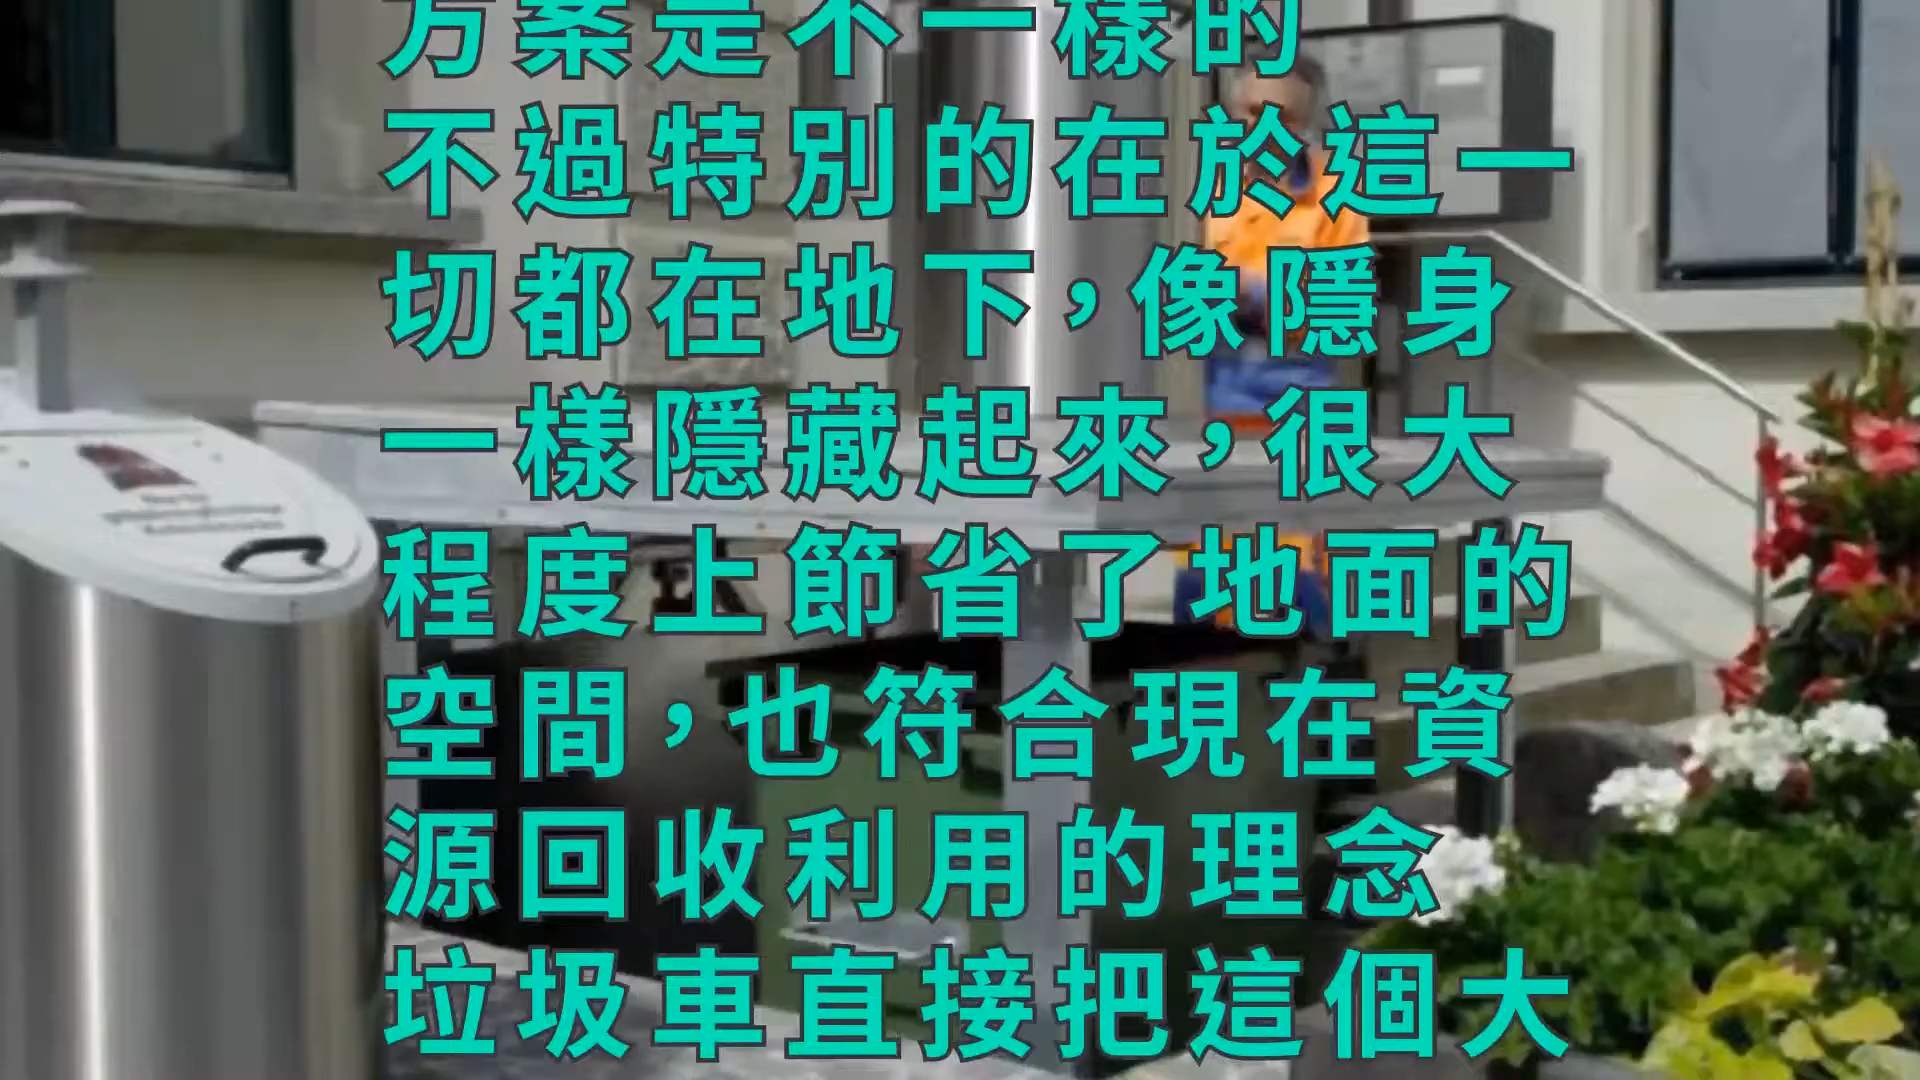 方案是不一樣的
不過特別的在於這一
切都在地下，像隱身
一樣隱藏起來，很大
程度上節省了地面的
空間，也符合現在資
源回收利用的理念
垃圾車直接把這個大